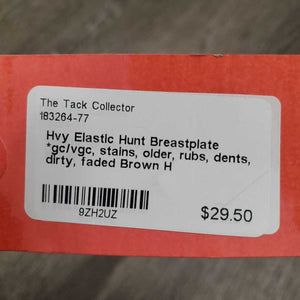 The Tack Collector
183264-77
Hvy Elastic Hunt Breastplate
*gc/vgc, stains, older, rubs, dents,
dirty, faded Brown H
9ZH2UZ
$29.50